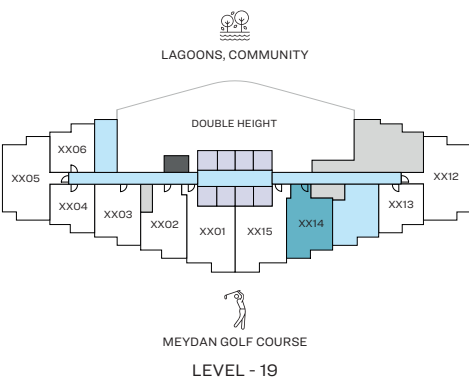 LAGOONS, COMMUNITY
DOUBLE HEIGHT
XX06
XX05
XX12
XX04
XX03
XX02
XX01
XX15
XX14
XX13
MEYDAN GOLF COURSE
LEVEL - 19